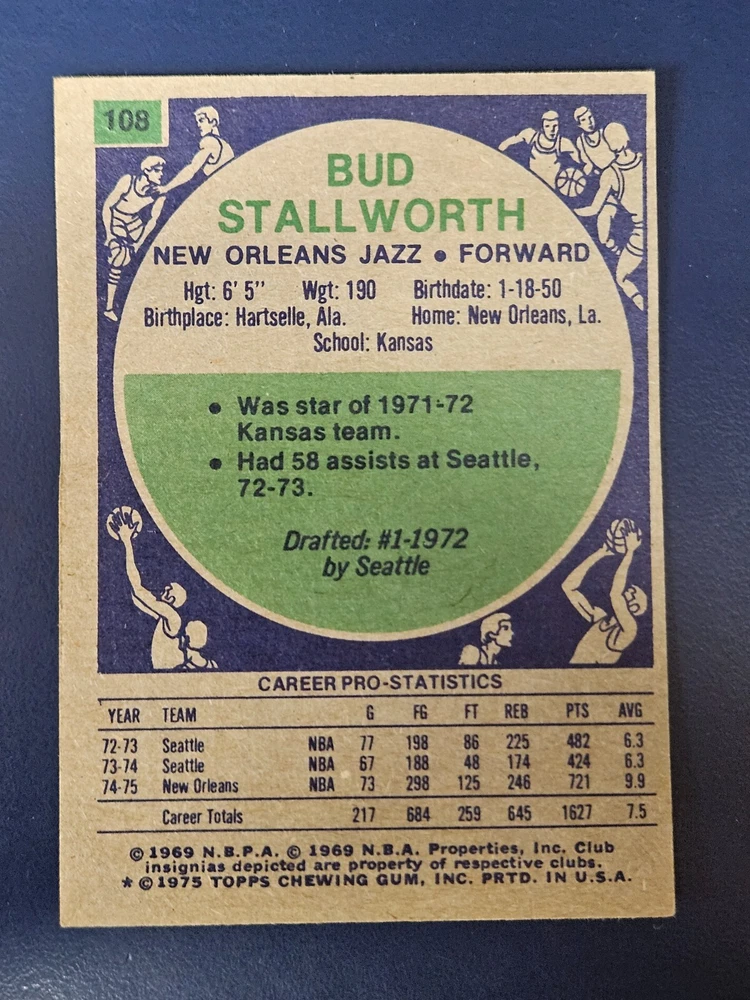 108
BUD
STALLWORTH
NEW ORLEANS JAZZ • FORWARD
Hgt: 6' 5" Wgt: 190 Birthdate: 1-18-50
Birthplace: Hartselle, Ala. Home: New Orleans, La.
School: Kansas
• Was star of 1971-72
Kansas team.
• Had 58 assists at Seattle,
72-73.
Drafted: #1-1972
by Seattle
CAREER PRO-STATISTICS
YEAR TEAM G FG FT REB PTS AVG
72-73 Seattle NBA 77 198 86 225 482 6.3
73-74 Seattle NBA 67 188 48 174 424 6.3
74-75 New Orleans NBA 73 298 125 246 721 9.9
Career Totals 217 684 259 645 1627 7.5
© 1969 N.B.P.A. © 1969 N.B.A. Properties, Inc. Club
insignias depicted are property of respective clubs.
* © 1975 TOPPS CHEWING GUM, INC. PRTD. IN U.S.A.